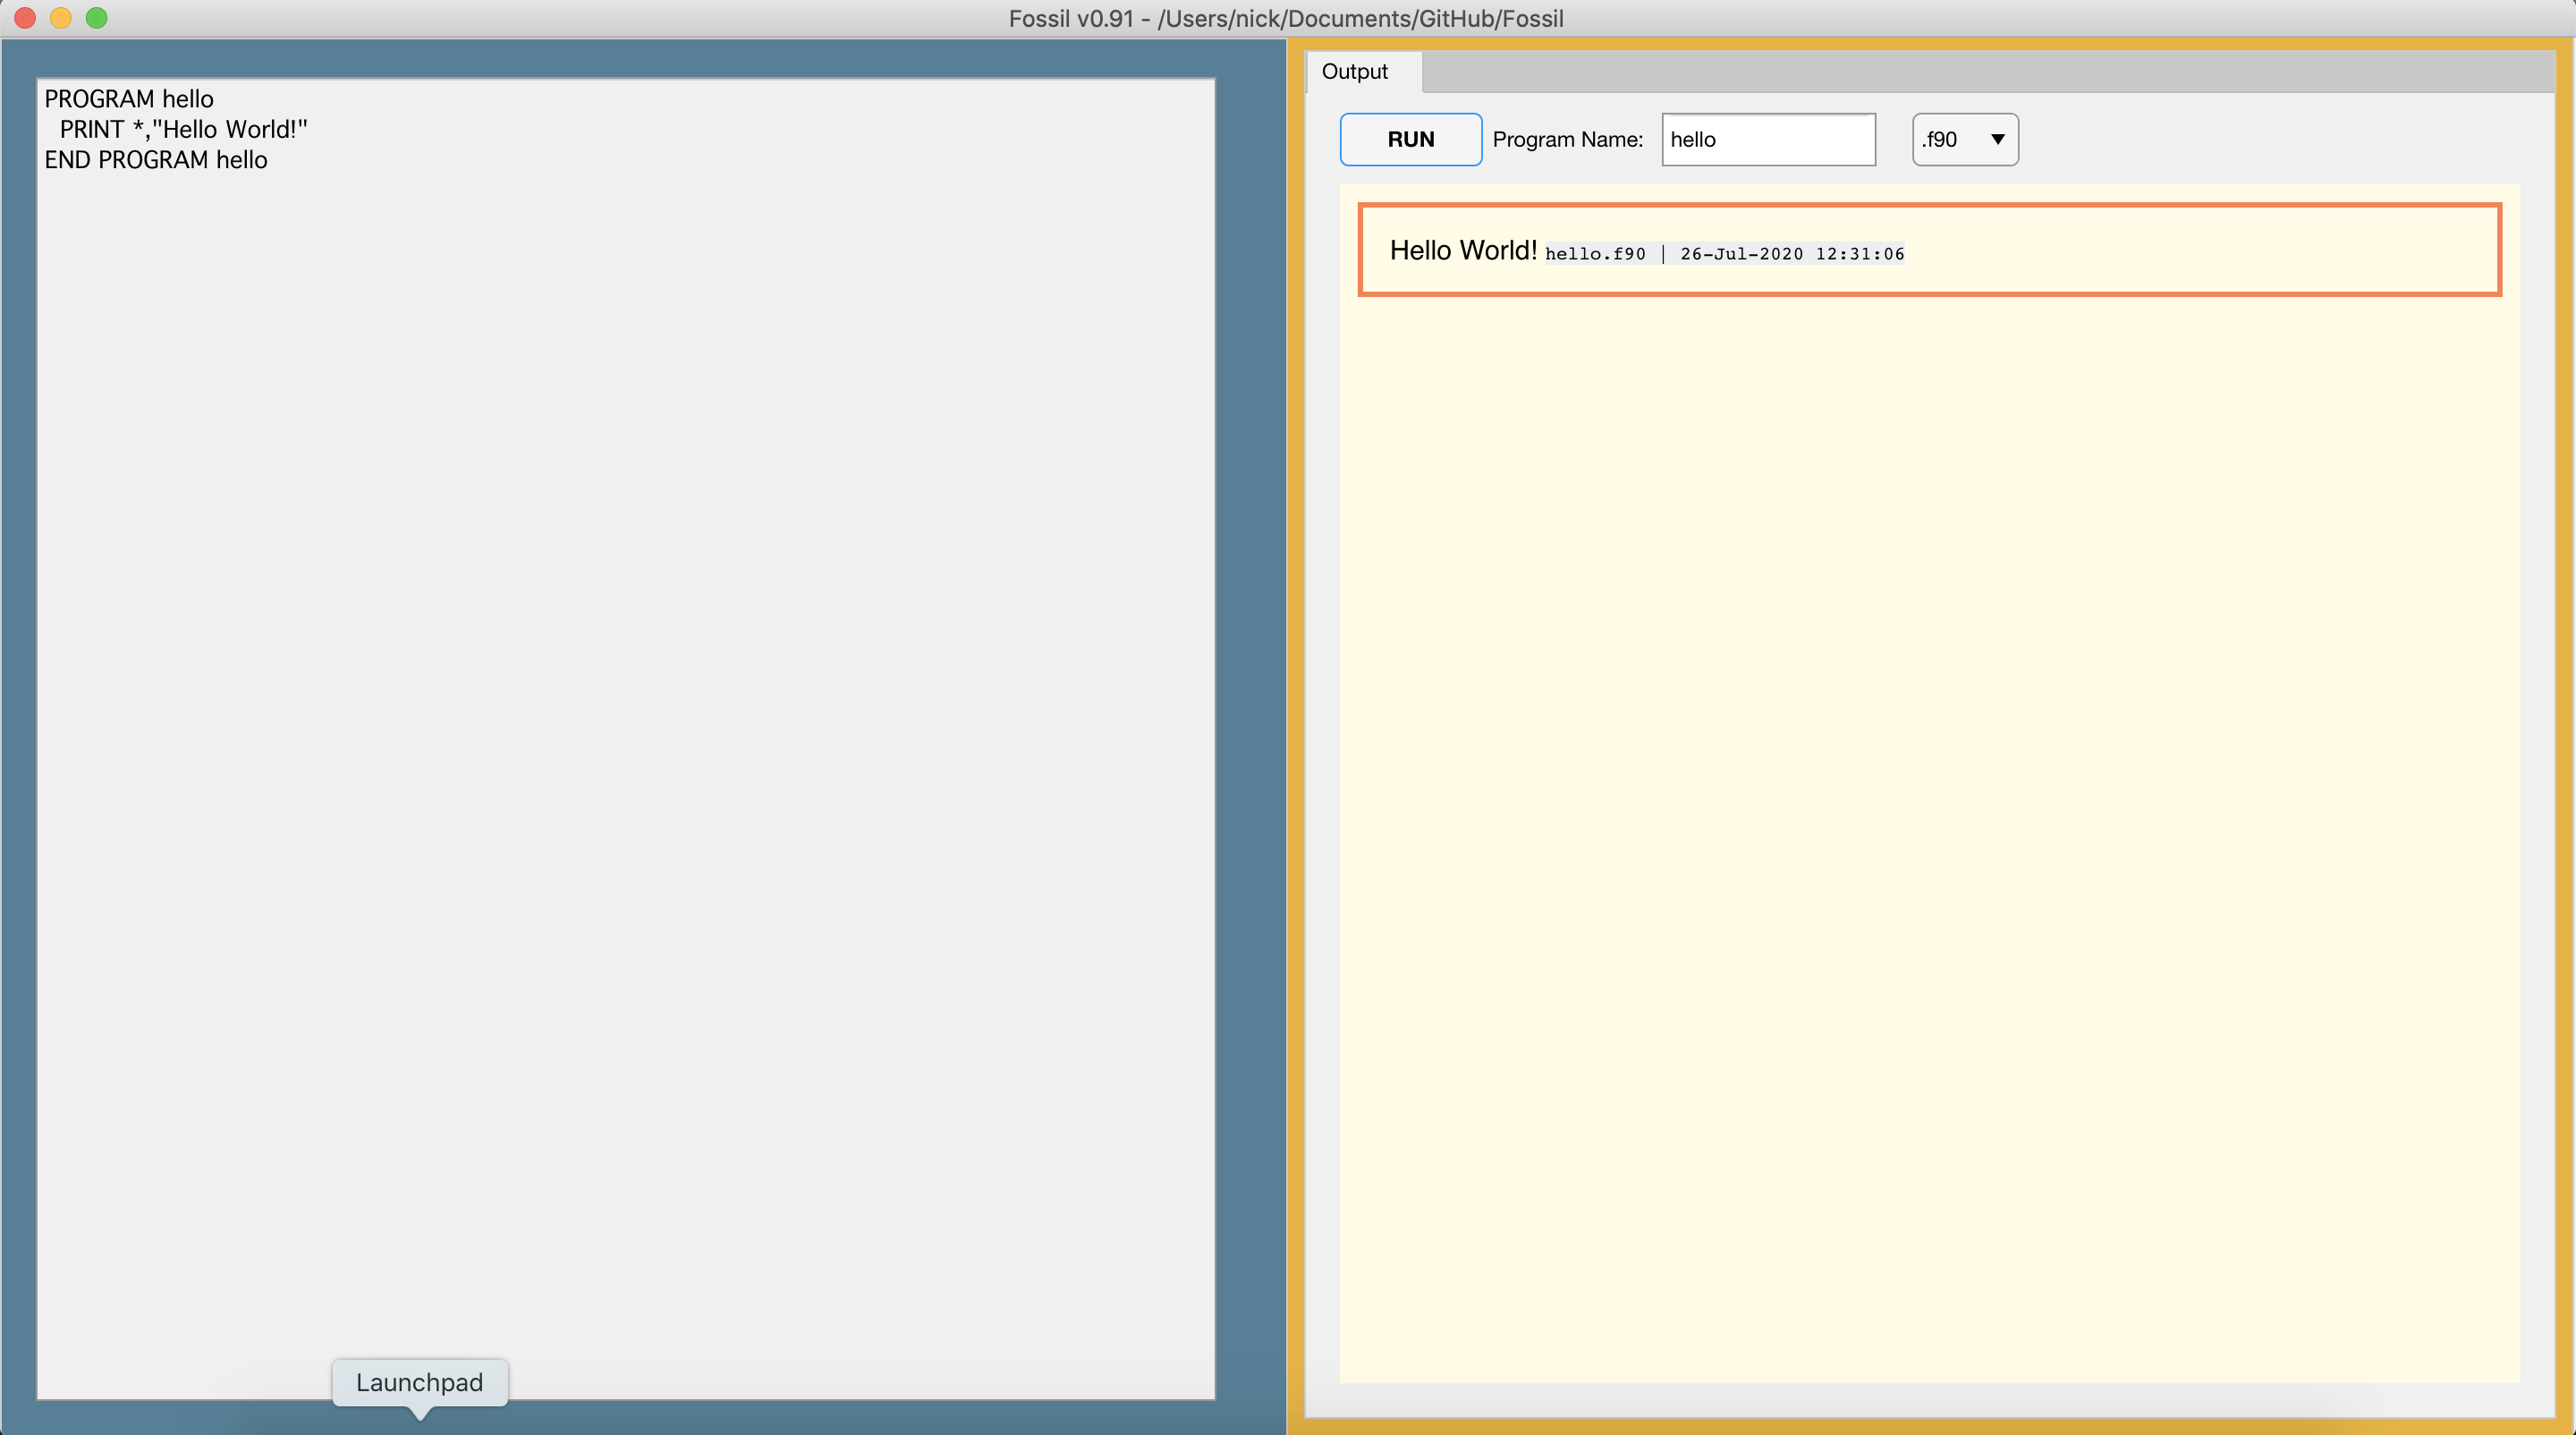 Fossil v0.91 - /Users/nick/Documents/GitHub/Fossil
PROGRAM hello
  PRINT *,"Hello World!"
END PROGRAM hello
Output
RUN Program Name: hello .f90
Hello World! hello.f90 | 26-Jul-2020 12:31:06
Launchpad